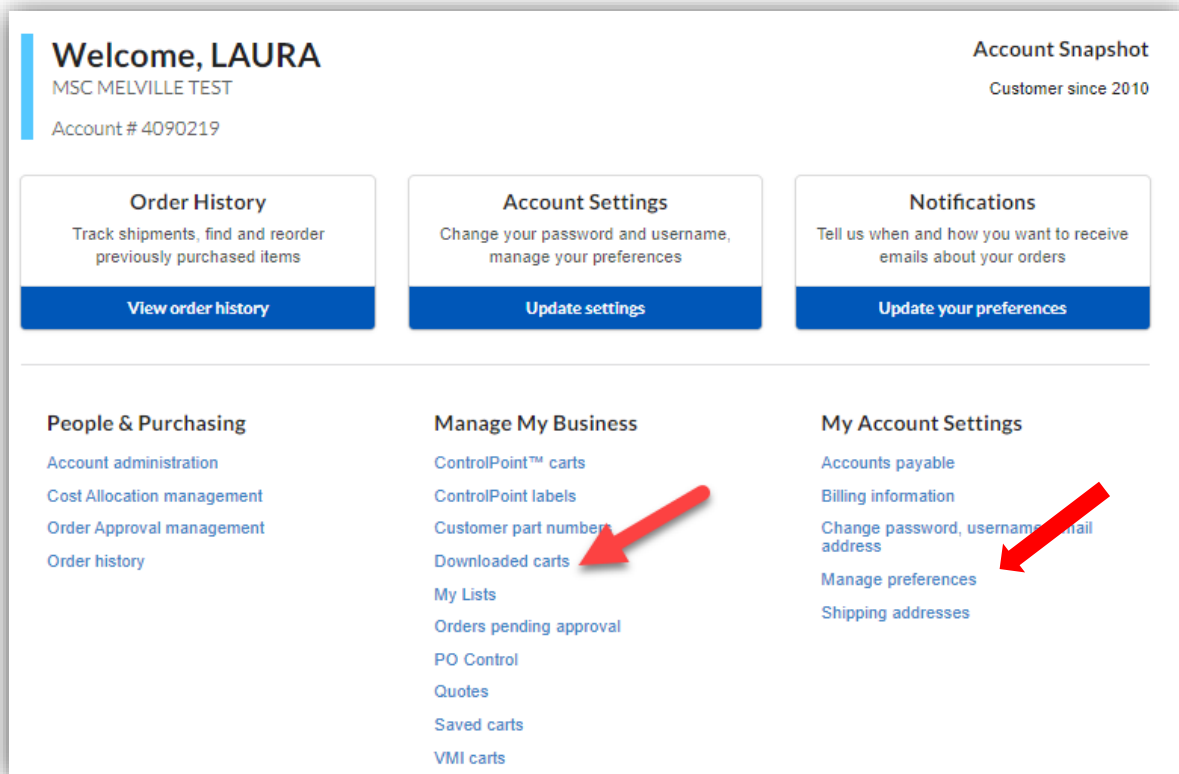 Welcome, LAURA
MSC MELVILLE TEST
Account # 4090219
Account Snapshot
Customer since 2010
Order History
Track shipments, find and reorder
previously purchased items
View order history
Account Settings
Change your password and username,
manage your preferences
Update settings
Notifications
Tell us when and how you want to receive
emails about your orders
Update your preferences
People & Purchasing
Account administration
Cost Allocation management
Order Approval management
Order history
Manage My Business
ControlPoint™ carts
ControlPoint labels
Customer part numbers
Downloaded carts
My Lists
Orders pending approval
PO Control
Quotes
Saved carts
VMI carts
My Account Settings
Accounts payable
Billing information
Change password, username, email
address
Manage preferences
Shipping addresses